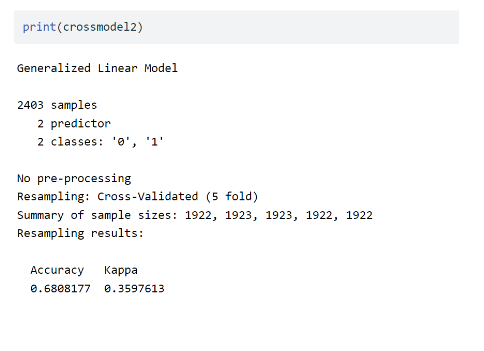 print(crossmodel2)
Generalized Linear Model
2403 samples
2 predictor
2 classes: '0', '1'
No pre-processing
Resampling: Cross-Validated (5 fold)
Summary of sample sizes: 1922, 1923, 1923, 1922, 1922
Resampling results:
Accuracy Kappa
0.6808177 0.3597613